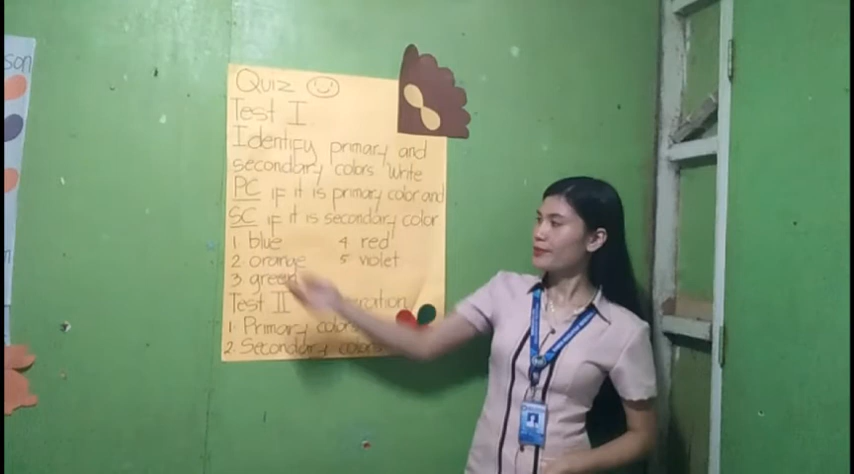 son
Quiz
Test I
Identify primary and
secondary colors Write
PC if it is primary color and
SC if it is secondary color
1. blue 4 red
2. orange 5 violet
3. green
Test II
1. Primary colors
2. Secondary colors